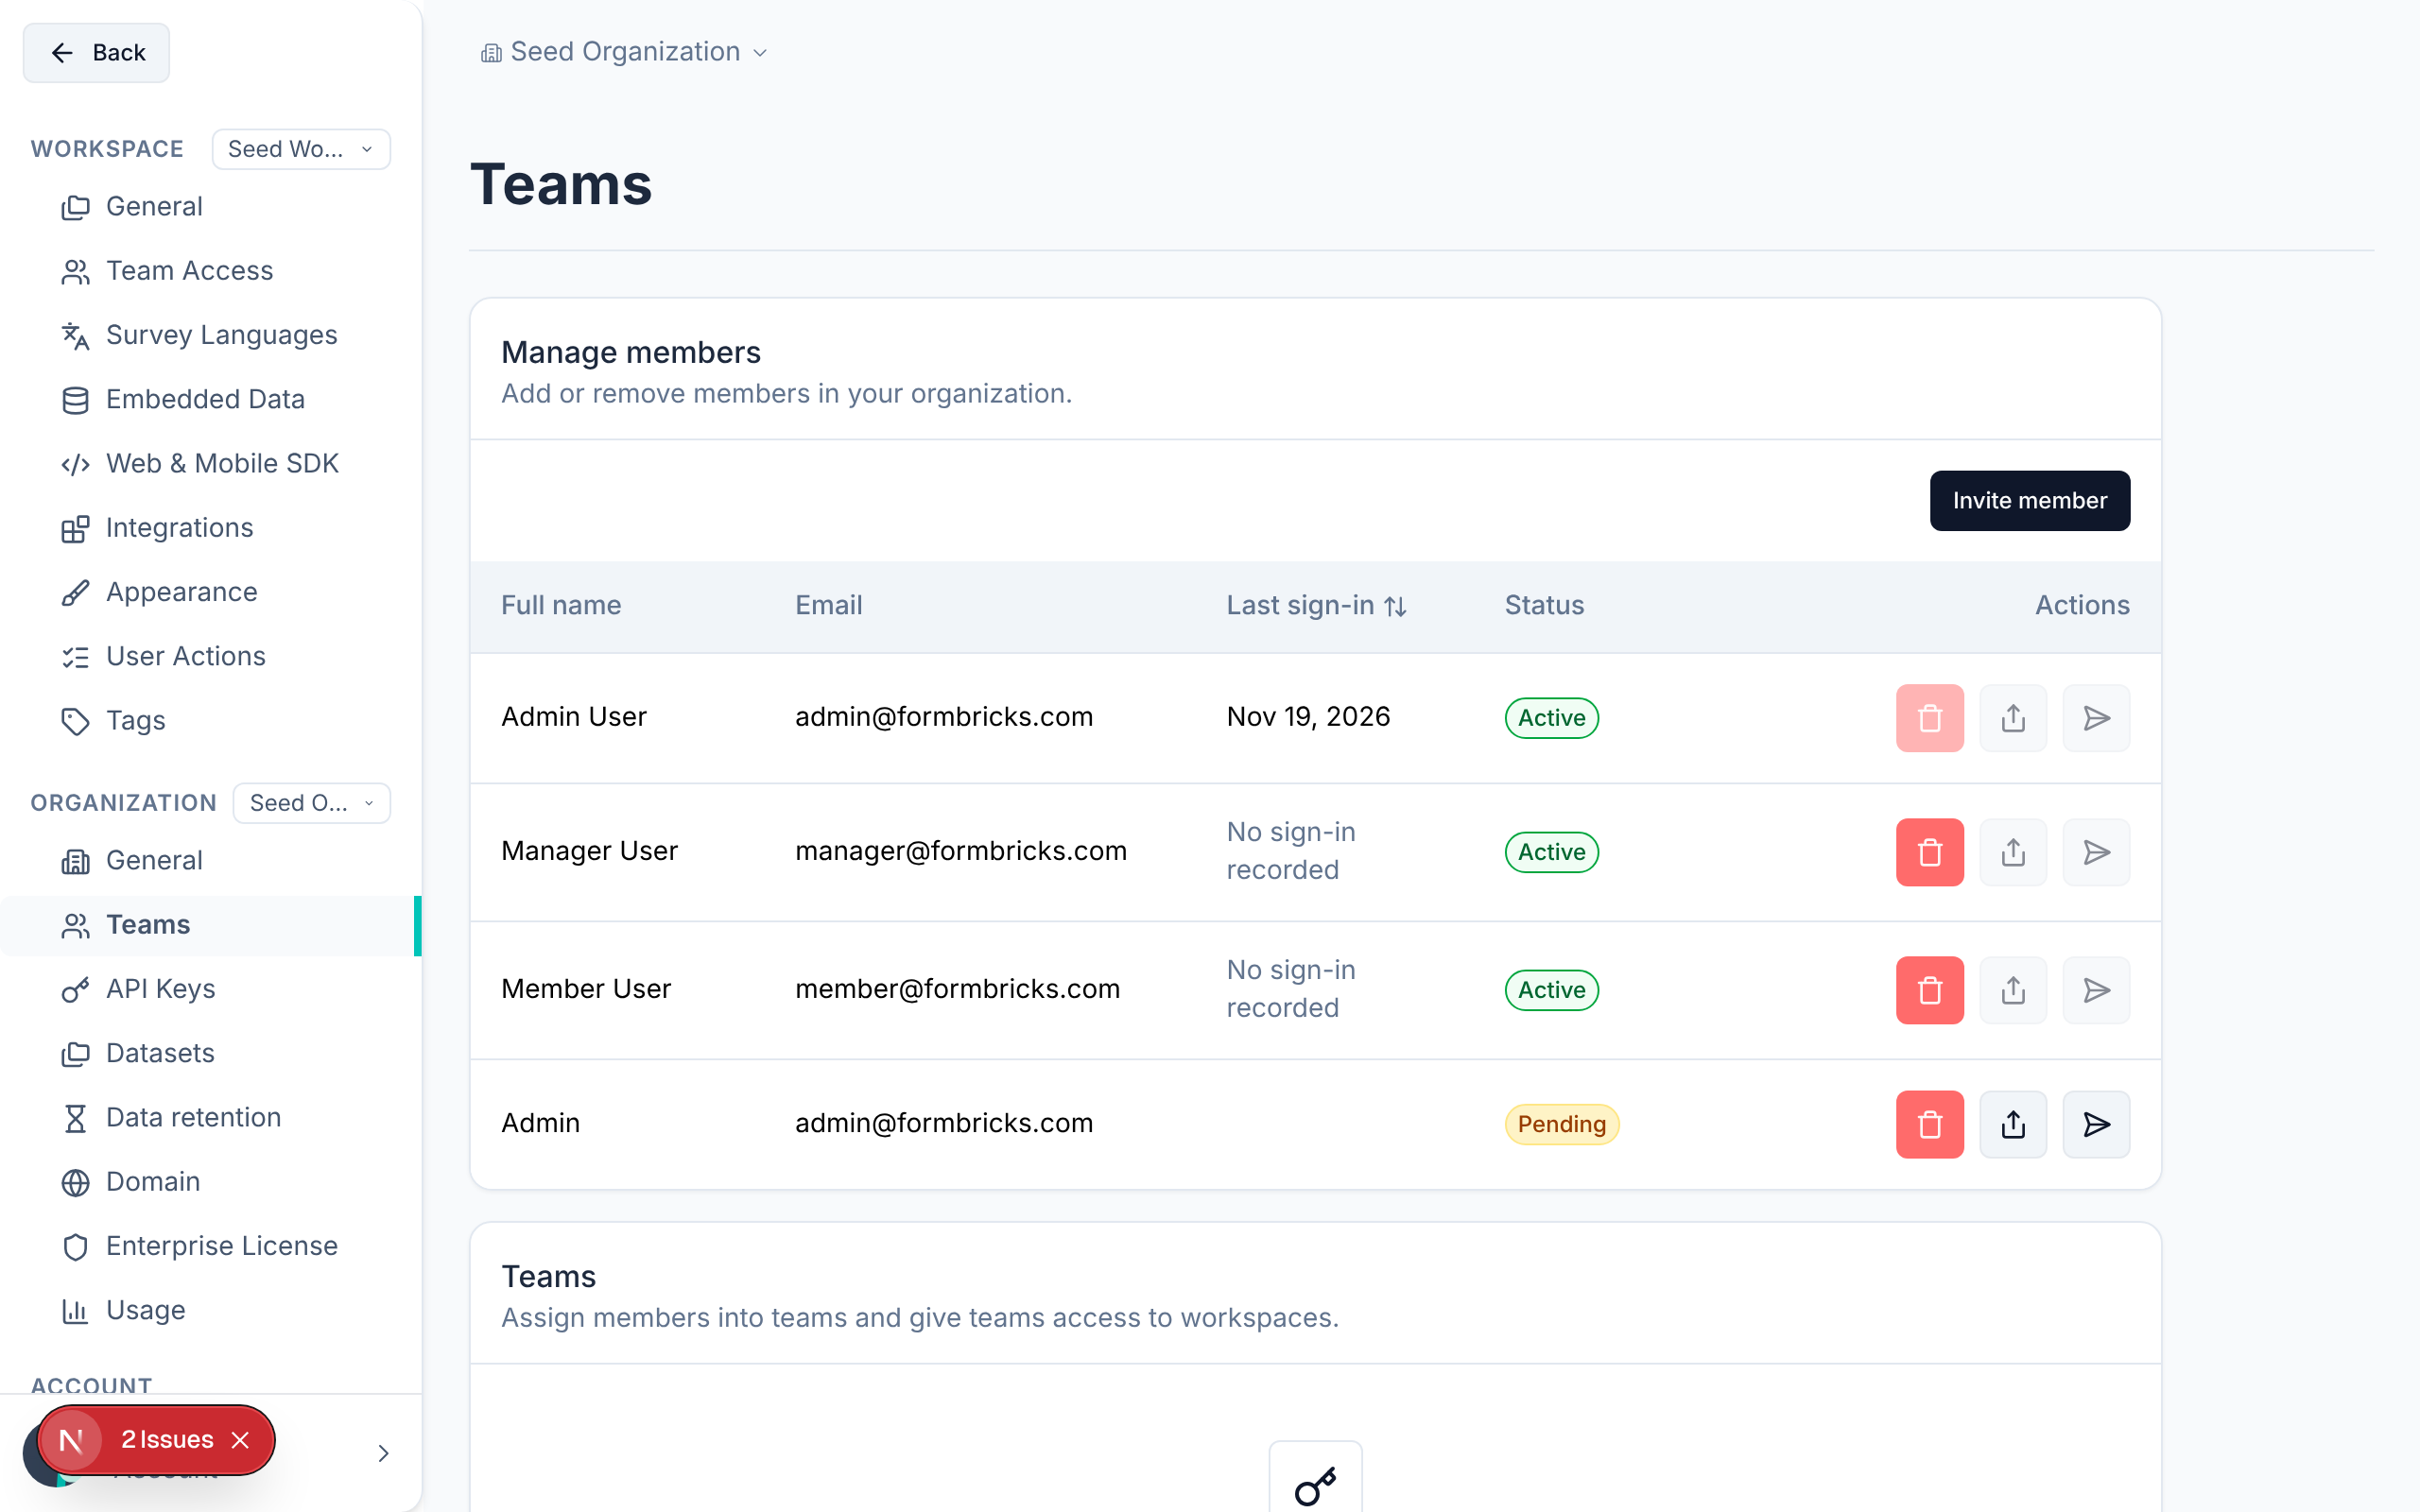 Back
WORKSPACE
Seed Wo...
General
Team Access
Survey Languages
Embedded Data
Web & Mobile SDK
Integrations
Appearance
User Actions
Tags
ORGANIZATION
Seed O...
General
Teams
API Keys
Datasets
Data retention
Domain
Enterprise License
Usage
ACCOUNT
N
2 Issues
Account
Seed Organization
Teams
Manage members
Add or remove members in your organization.
Invite member
Full name Email Last sign-in Status Actions
Admin User admin@formbricks.com Nov 19, 2026 Active
Manager User manager@formbricks.com No sign-in recorded Active
Member User member@formbricks.com No sign-in recorded Active
Admin admin@formbricks.com Pending
Teams
Assign members into teams and give teams access to workspaces.